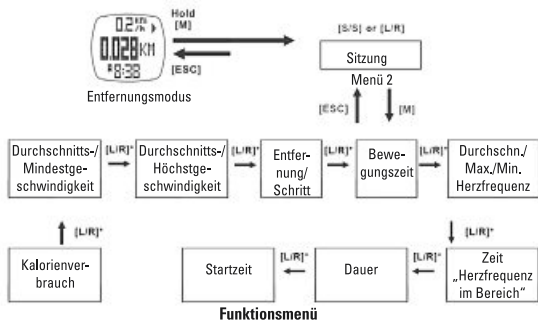 0.2 KM/h
0.028KM
8:38
Entfernungsmodus
Hold
[M]
[ESC]
[S/S] or [L/R]
Sitzung
Menü 2
[ESC]
[M]
Durchschnitts-/
Mindestge-
schwindigkeit
[L/R]*
Durchschnitts-/
Höchstge-
schwindigkeit
[L/R]*
Entfer-
nung/
Schritt
[L/R]*
Bewe-
gungszeit
[L/R]*
Durchschn./
Max./Min.
Herzfrequenz
[L/R]*
[L/R]*
Kalorienver-
brauch
Startzeit
[L/R]*
Dauer
[L/R]*
Zeit
„Herzfrequenz
im Bereich“
Funktionsmenü